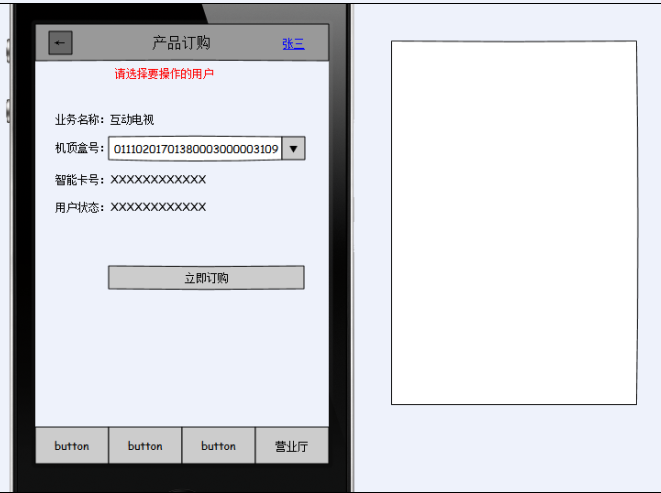 ← 产品订购 张三
请选择要操作的用户
业务名称：互动电视
机顶盒号：01110201701380003000003109 ▼
智能卡号：XXXXXXXXXXXX
用户状态：XXXXXXXXXXXX
立即订购
button button button 营业厅